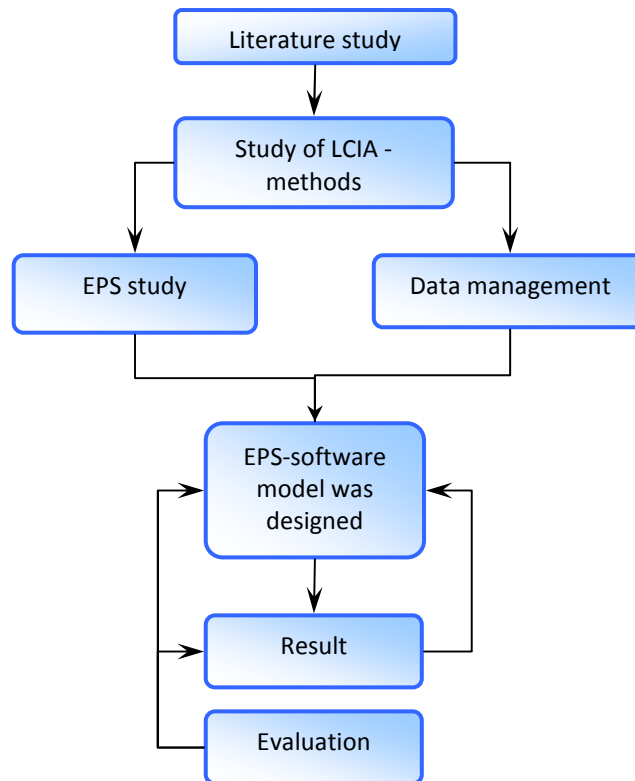 Literature study
Study of LCIA -
methods
EPS study
Data management
EPS-software
model was
designed
Result
Evaluation